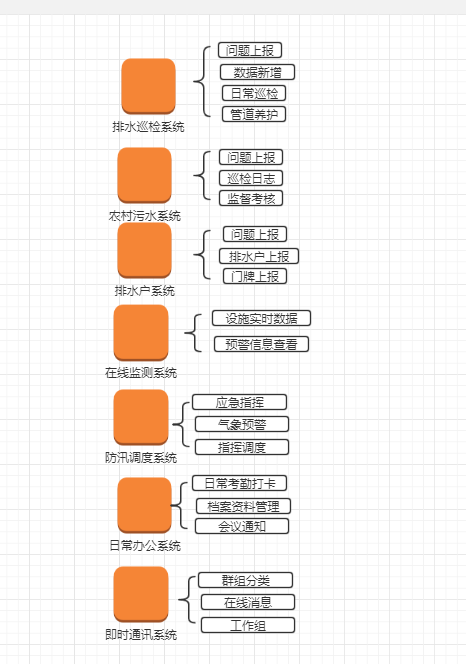 问题上报
数据新增
日常巡检
管道养护
排水巡检系统
问题上报
巡检日志
监督考核
农村污水系统
问题上报
排水户上报
门牌上报
排水户系统
设施实时数据
预警信息查看
在线监测系统
应急指挥
气象预警
指挥调度
防汛调度系统
日常考勤打卡
档案资料管理
会议通知
日常办公系统
群组分类
在线消息
工作组
即时通讯系统